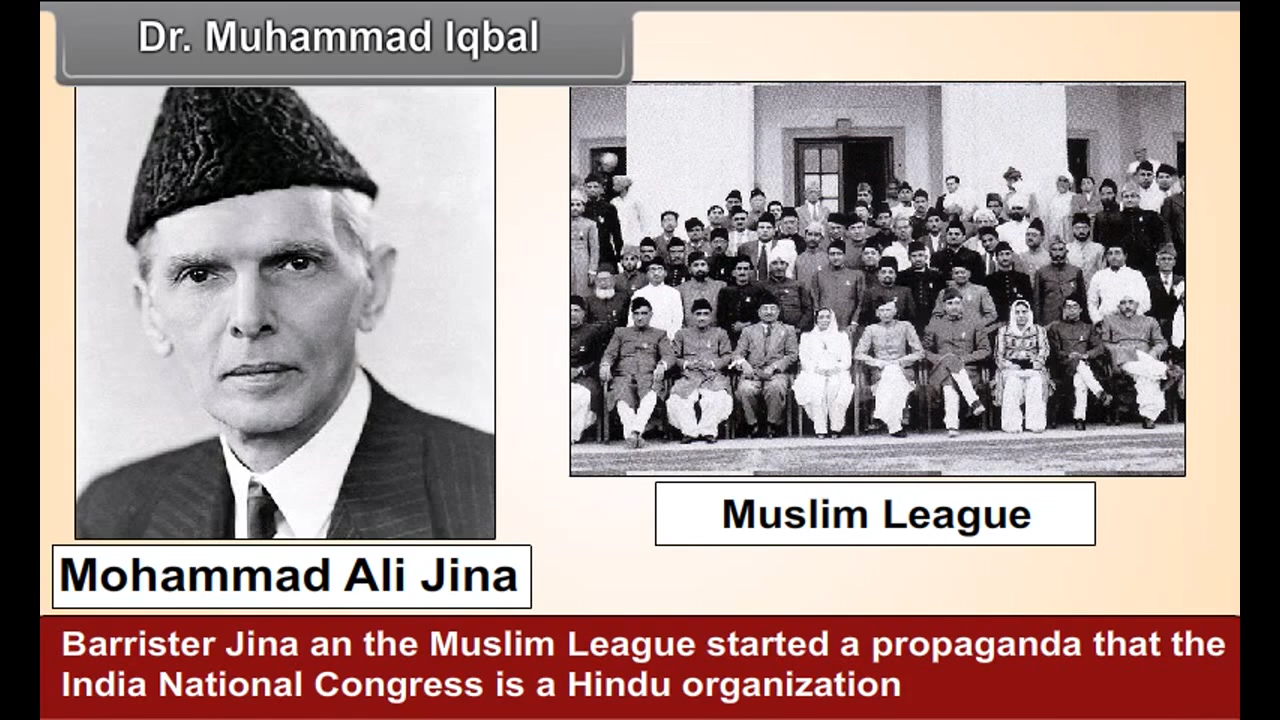 Dr. Muhammad Iqbal
Muslim League
Mohammad Ali Jina
Barrister Jina an the Muslim League started a propaganda that the
India National Congress is a Hindu organization